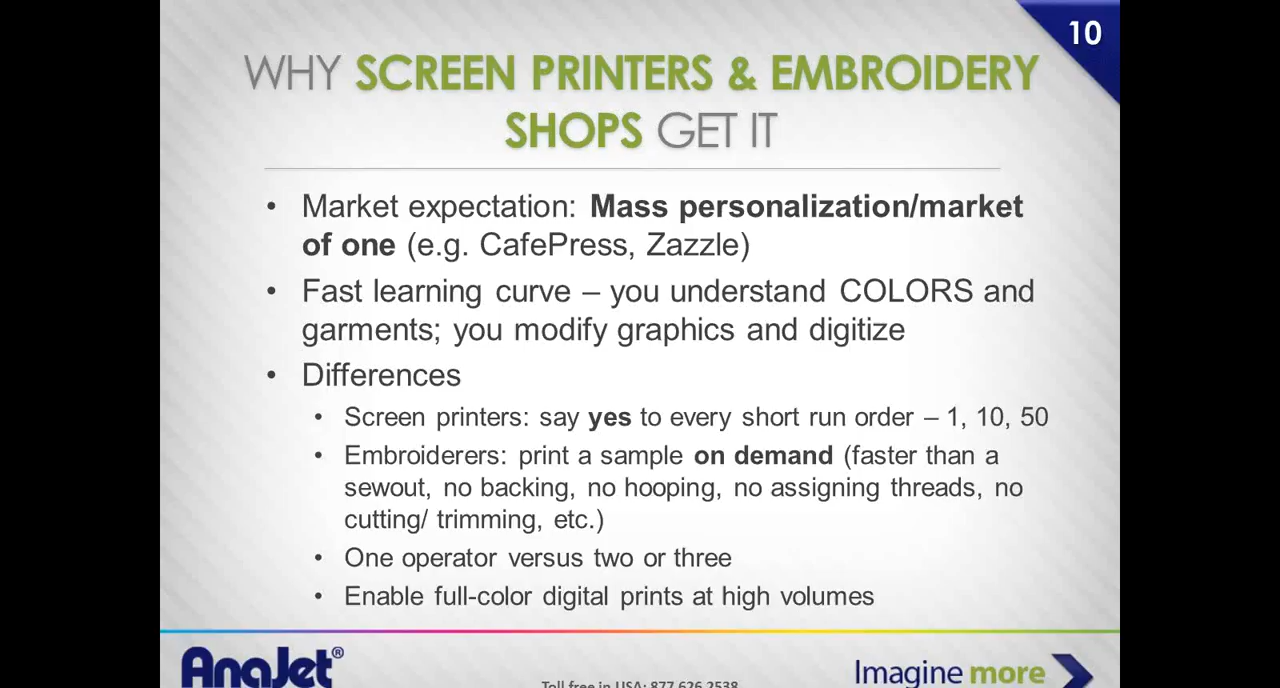 10
WHY SCREEN PRINTERS & EMBROIDERY
SHOPS GET IT
• Market expectation: Mass personalization/market
of one (e.g. CafePress, Zazzle)
• Fast learning curve – you understand COLORS and
garments; you modify graphics and digitize
• Differences
• Screen printers: say yes to every short run order – 1, 10, 50
• Embroiderers: print a sample on demand (faster than a
sewout, no backing, no hooping, no assigning threads, no
cutting/ trimming, etc.)
• One operator versus two or three
• Enable full-color digital prints at high volumes
AnaJet®
Toll free in USA: 877.626.2538
Imagine more